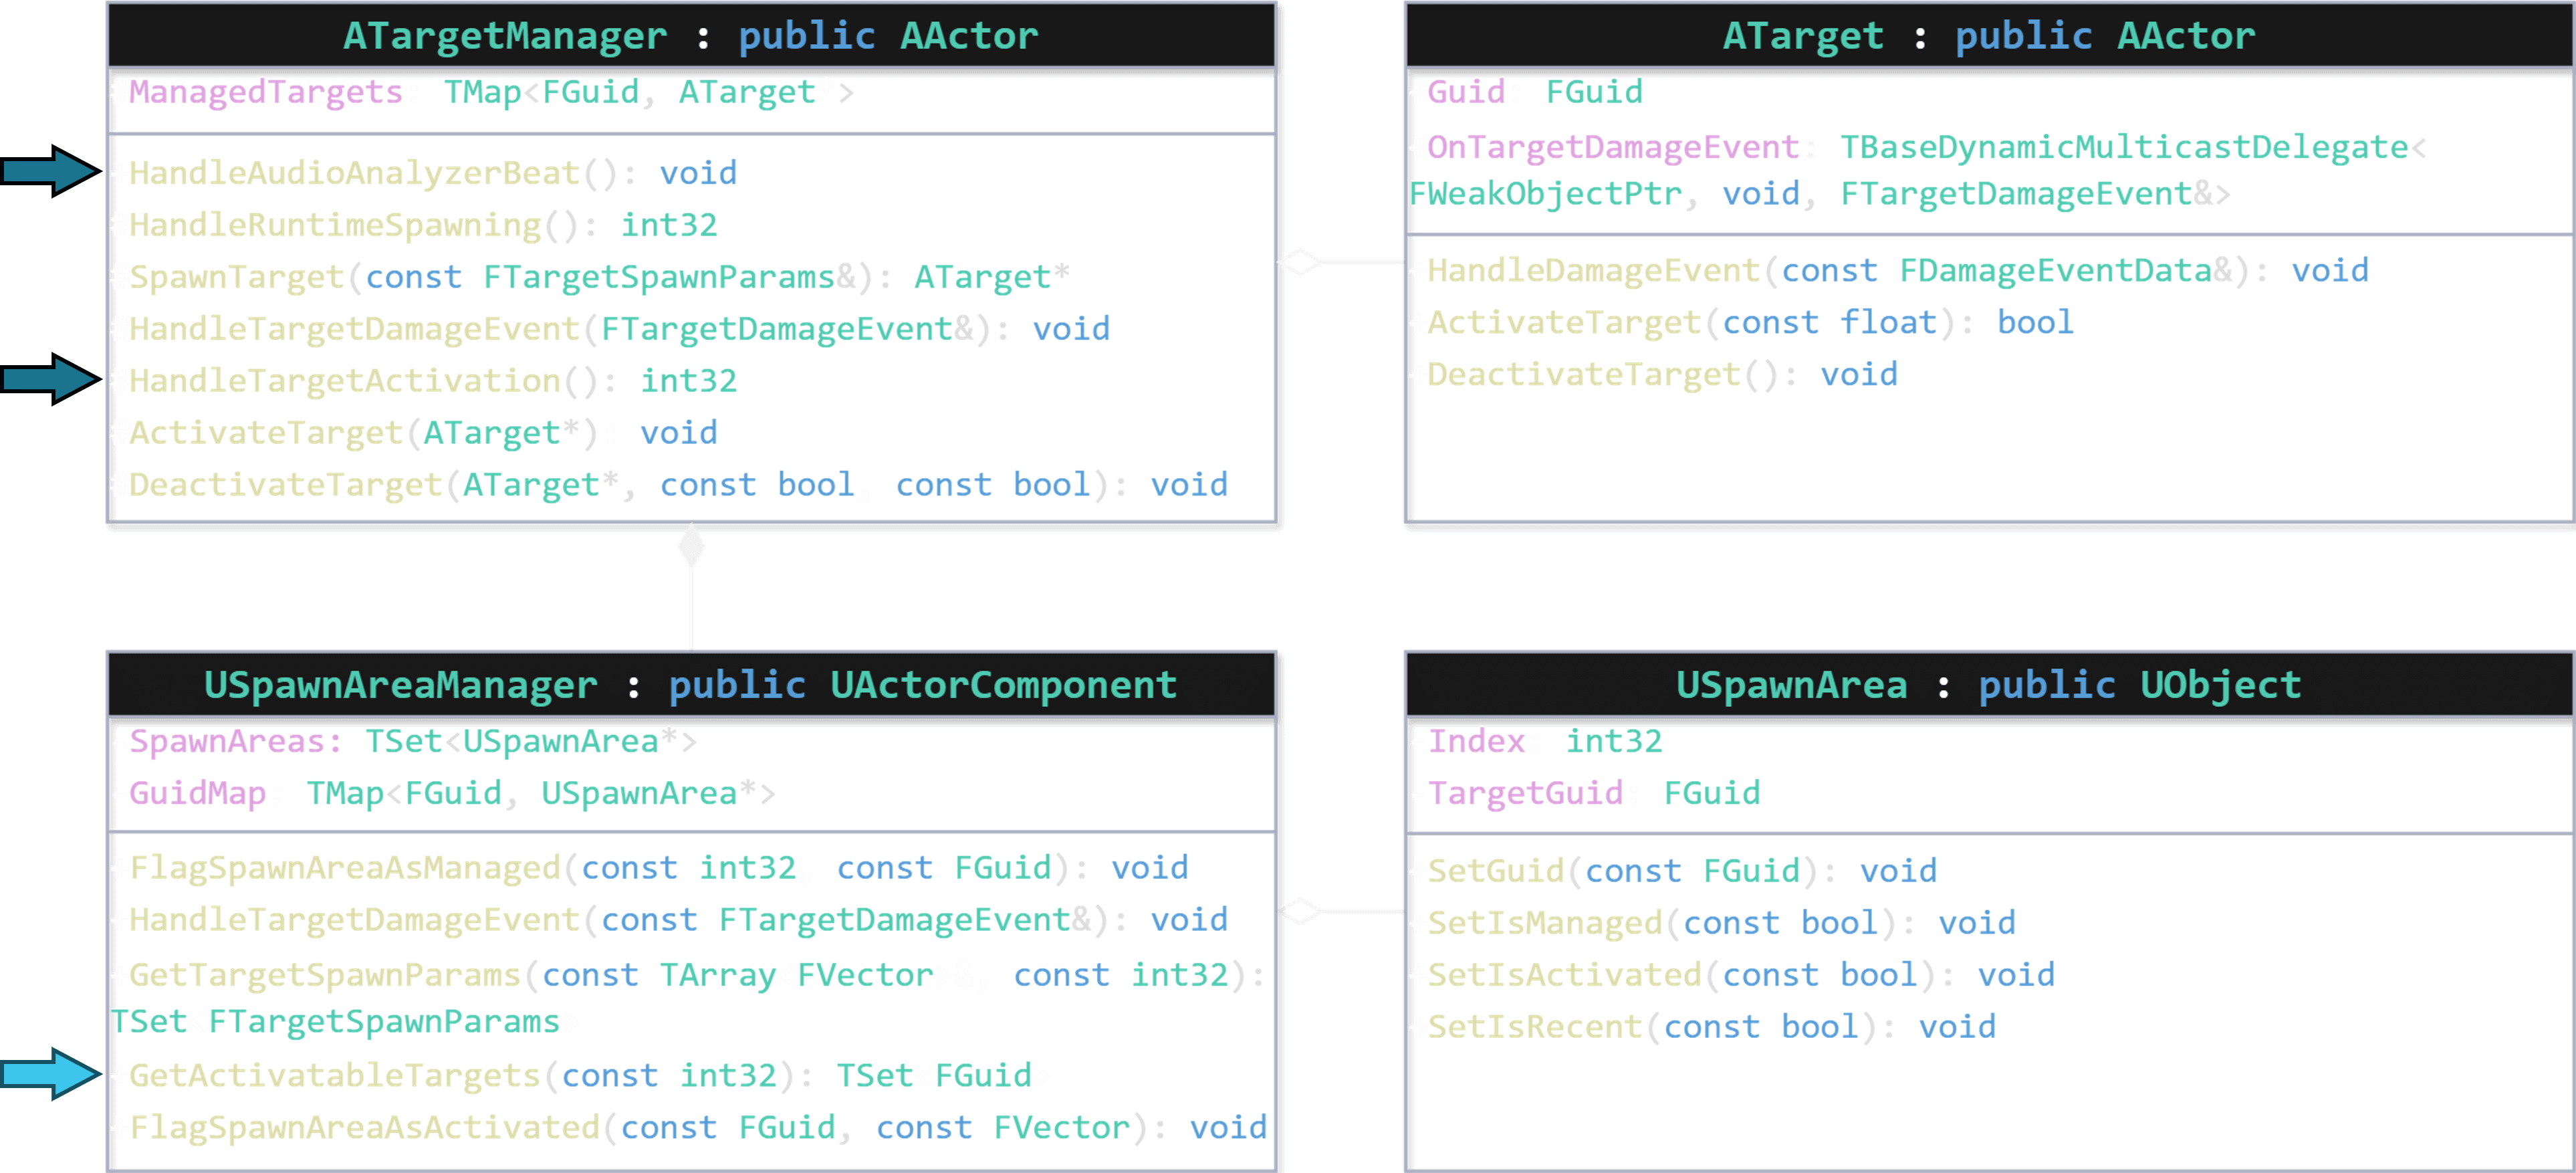 ATargetManager : public AActor
ManagedTargets TMap<FGuid, ATarget >
HandleAudioAnalyzerBeat(): void
HandleRuntimeSpawning(): int32
SpawnTarget(const FTargetSpawnParams&): ATarget*
HandleTargetDamageEvent(FTargetDamageEvent&): void
HandleTargetActivation(): int32
ActivateTarget(ATarget*) void
DeactivateTarget(ATarget*, const bool const bool): void
ATarget : public AActor
Guid FGuid
OnTargetDamageEvent: TBaseDynamicMulticastDelegate<
FWeakObjectPtr, void, FTargetDamageEvent&>
HandleDamageEvent(const FDamageEventData&): void
ActivateTarget(const float): bool
DeactivateTarget(): void
USpawnAreaManager : public UActorComponent
SpawnAreas: TSet<USpawnArea*>
GuidMap TMap<FGuid, USpawnArea*>
FlagSpawnAreaAsManaged(const int32 const FGuid): void
HandleTargetDamageEvent(const FTargetDamageEvent&): void
GetTargetSpawnParams(const TArray FVector const int32):
TSet FTargetSpawnParams
GetActivatableTargets(const int32): TSet FGuid
FlagSpawnAreaAsActivated(const FGuid, const FVector): void
USpawnArea : public UObject
Index int32
TargetGuid FGuid
SetGuid(const FGuid): void
SetIsManaged(const bool): void
SetIsActivated(const bool): void
SetIsRecent(const bool): void